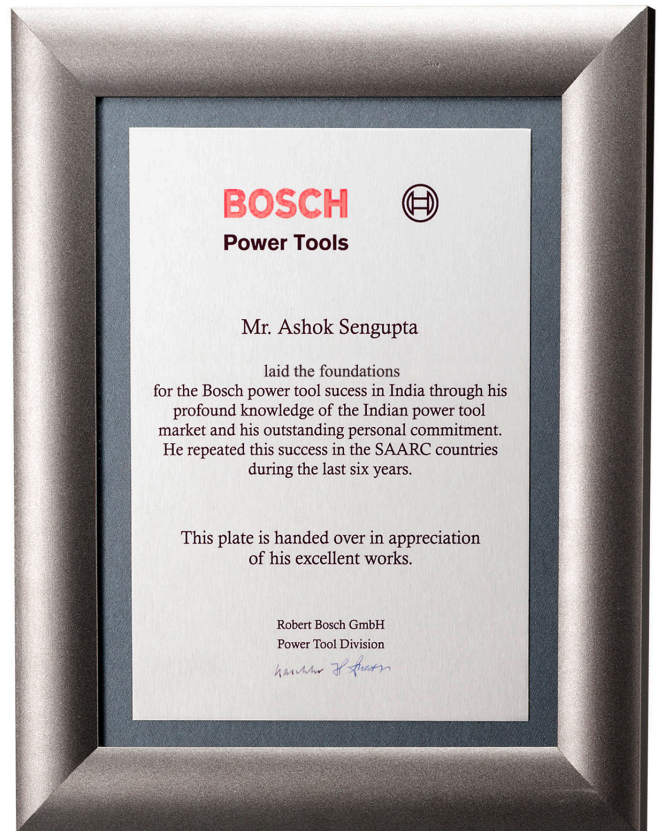 BOSCH
Power Tools
Mr. Ashok Sengupta
laid the foundations
for the Bosch power tool sucess in India through his
profound knowledge of the Indian power tool
market and his outstanding personal commitment.
He repeated this success in the SAARC countries
during the last six years.
This plate is handed over in appreciation
of his excellent works.
Robert Bosch GmbH
Power Tool Division